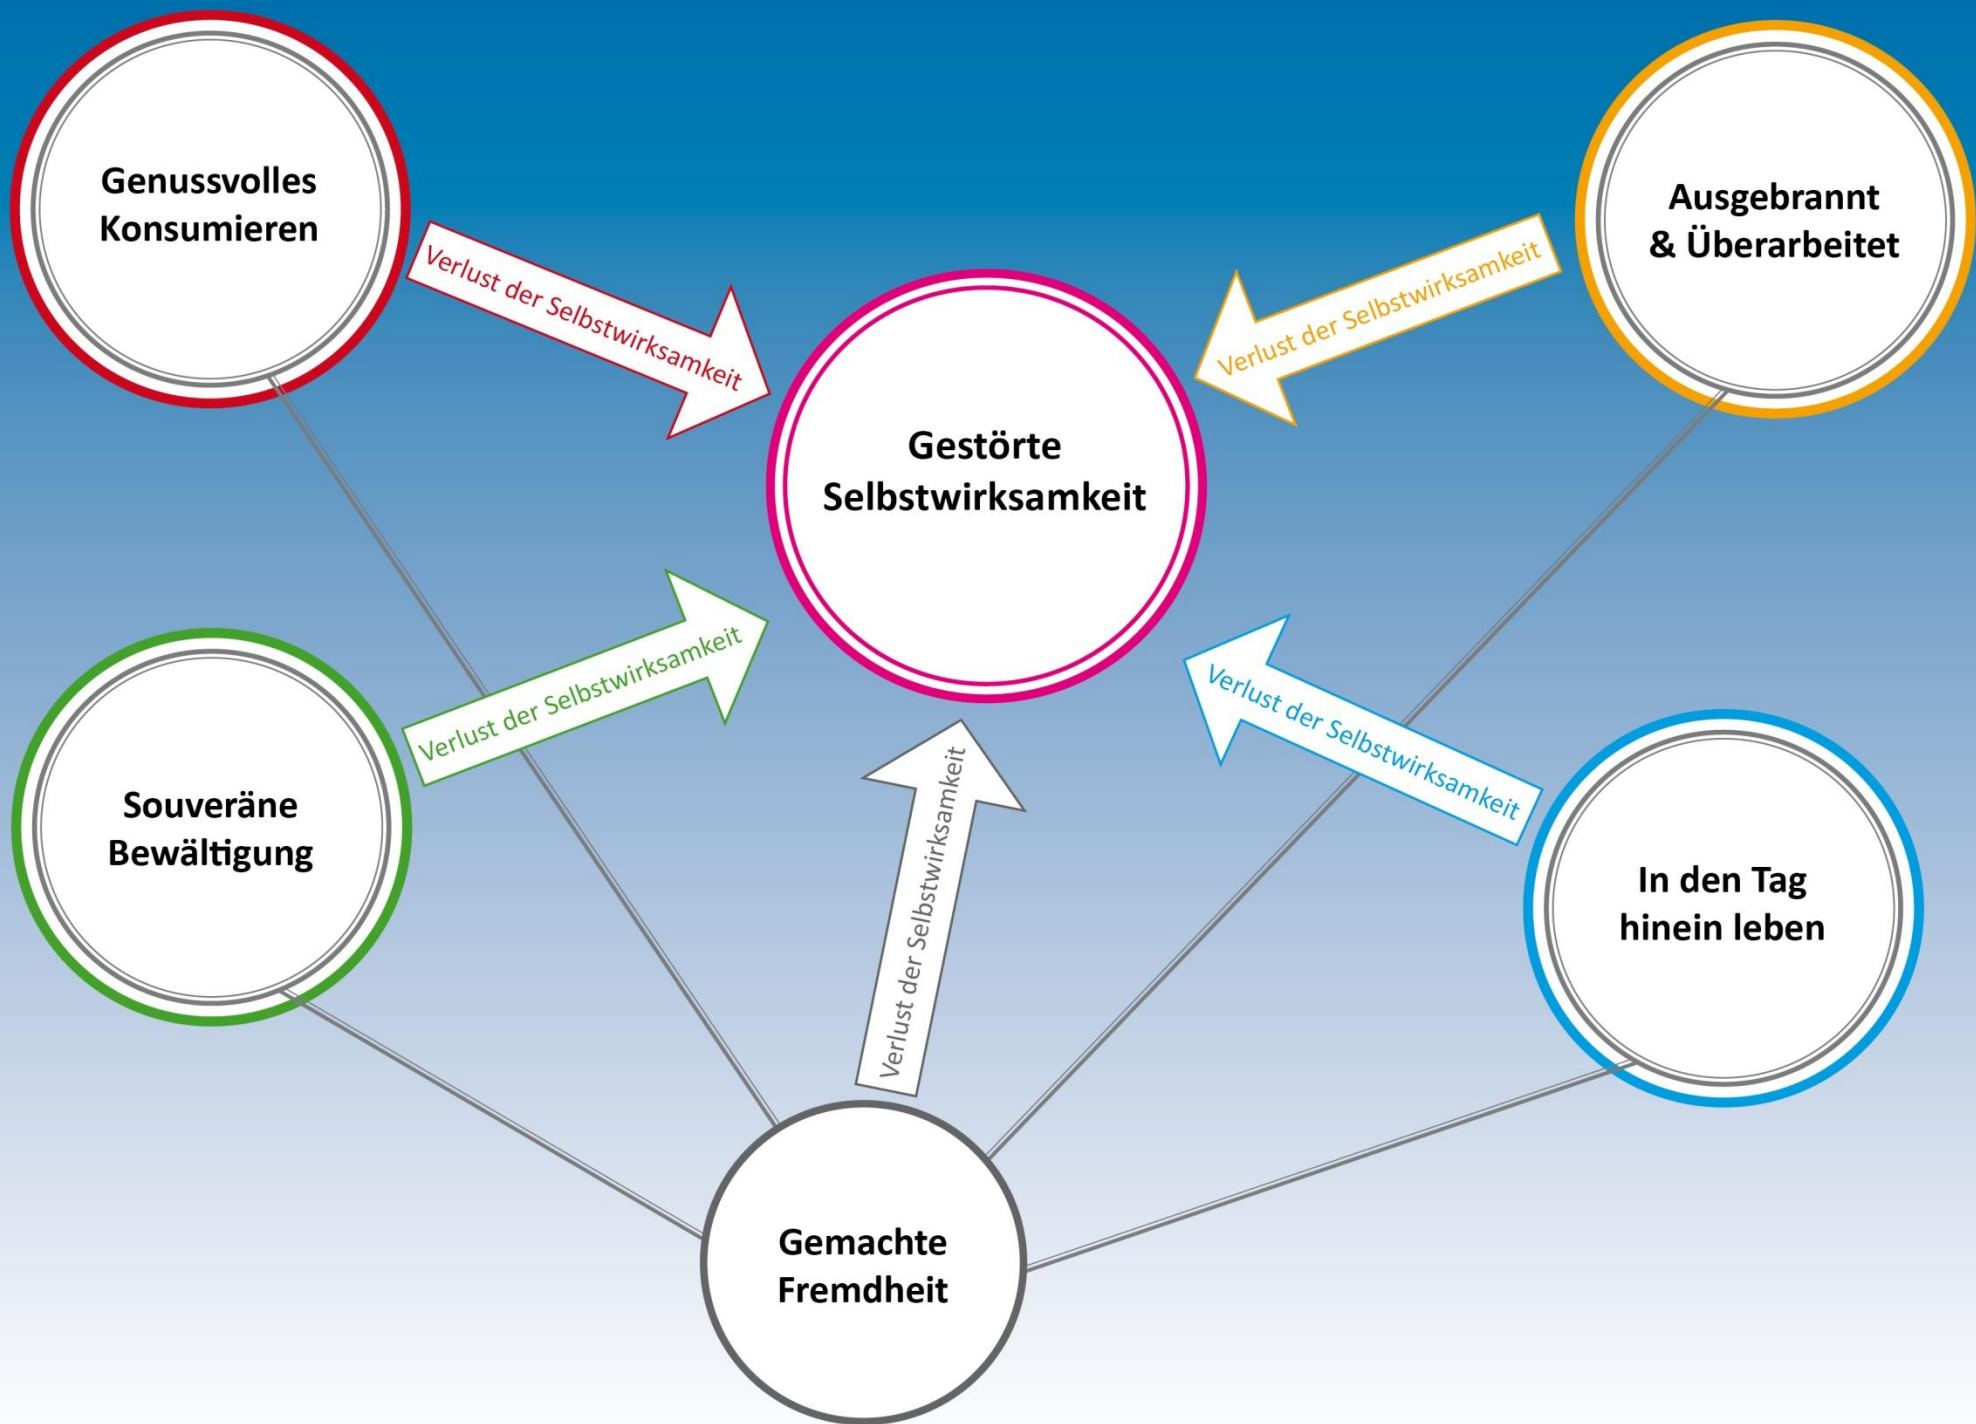 Genussvolles
Konsumieren
Ausgebrannt
& Überarbeitet
Verlust der Selbstwirksamkeit
Verlust der Selbstwirksamkeit
Gestörte
Selbstwirksamkeit
Verlust der Selbstwirksamkeit
Verlust der Selbstwirksamkeit
Souveräne
Bewältigung
Verlust der Selbstwirksamkeit
In den Tag
hinein leben
Gemachte
Fremdheit